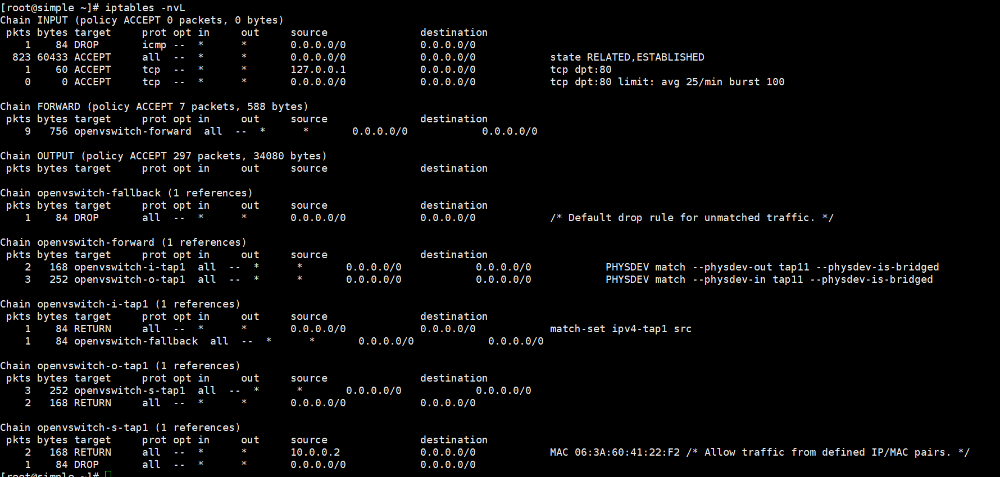 [root@simple ~]# iptables -nvL
Chain INPUT (policy ACCEPT 0 packets, 0 bytes)
 pkts bytes target     prot opt in     out     source               destination
    1    84 DROP       icmp --  *      *       0.0.0.0/0            0.0.0.0/0
  823 60433 ACCEPT     all  --  *      *       0.0.0.0/0            0.0.0.0/0            state RELATED,ESTABLISHED
    1    60 ACCEPT     tcp  --  *      *       127.0.0.1            0.0.0.0/0            tcp dpt:80
    0     0 ACCEPT     tcp  --  *      *       0.0.0.0/0            0.0.0.0/0            tcp dpt:80 limit: avg 25/min burst 100

Chain FORWARD (policy ACCEPT 7 packets, 588 bytes)
 pkts bytes target     prot opt in     out     source               destination
    9   756 openvswitch-forward  all  --  *      *       0.0.0.0/0            0.0.0.0/0

Chain OUTPUT (policy ACCEPT 297 packets, 34080 bytes)
 pkts bytes target     prot opt in     out     source               destination

Chain openvswitch-fallback (1 references)
 pkts bytes target     prot opt in     out     source               destination
    1    84 DROP       all  --  *      *       0.0.0.0/0            0.0.0.0/0            /* Default drop rule for unmatched traffic. */

Chain openvswitch-forward (1 references)
 pkts bytes target     prot opt in     out     source               destination
    2   168 openvswitch-i-tap1  all  --  *      *       0.0.0.0/0            0.0.0.0/0            PHYSDEV match --physdev-out tap11 --physdev-is-bridged
    3   252 openvswitch-o-tap1  all  --  *      *       0.0.0.0/0            0.0.0.0/0            PHYSDEV match --physdev-in tap11 --physdev-is-bridged

Chain openvswitch-i-tap1 (1 references)
 pkts bytes target     prot opt in     out     source               destination
    1    84 RETURN     all  --  *      *       0.0.0.0/0            0.0.0.0/0            match-set ipv4-tap1 src
    1    84 openvswitch-fallback  all  --  *      *       0.0.0.0/0            0.0.0.0/0

Chain openvswitch-o-tap1 (1 references)
 pkts bytes target     prot opt in     out     source               destination
    3   252 openvswitch-s-tap1  all  --  *      *       0.0.0.0/0            0.0.0.0/0
    2   168 RETURN     all  --  *      *       0.0.0.0/0            0.0.0.0/0

Chain openvswitch-s-tap1 (1 references)
 pkts bytes target     prot opt in     out     source               destination
    2   168 RETURN     all  --  *      *       10.0.0.2             0.0.0.0/0            MAC 06:3A:60:41:22:F2 /* Allow traffic from defined IP/MAC pairs. */
    1    84 DROP       all  --  *      *       0.0.0.0/0            0.0.0.0/0
[root@simple ~]#